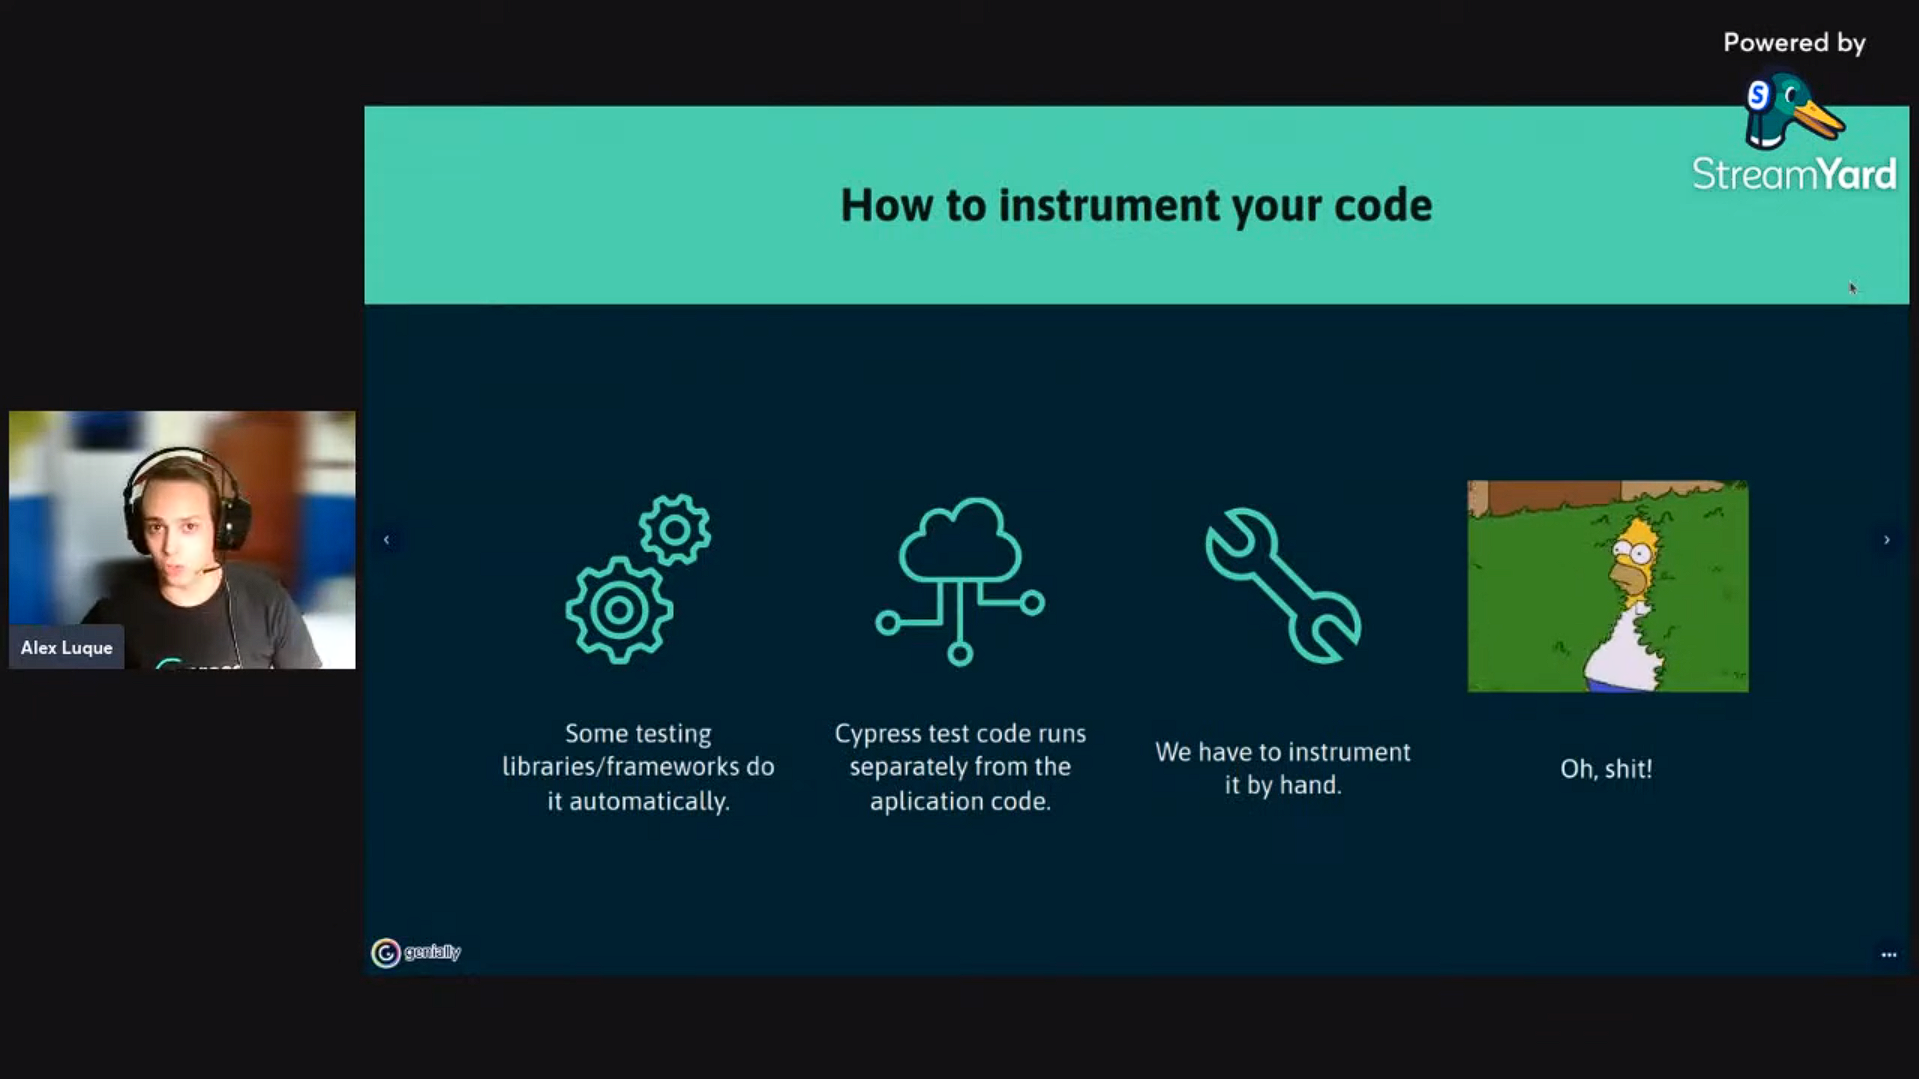 Powered by
S
StreamYard
How to instrument your code
Alex Luque
Some testing
libraries/frameworks do
it automatically.
Cypress test code runs
separately from the
aplication code.
We have to instrument
it by hand.
Oh, shit!
genially